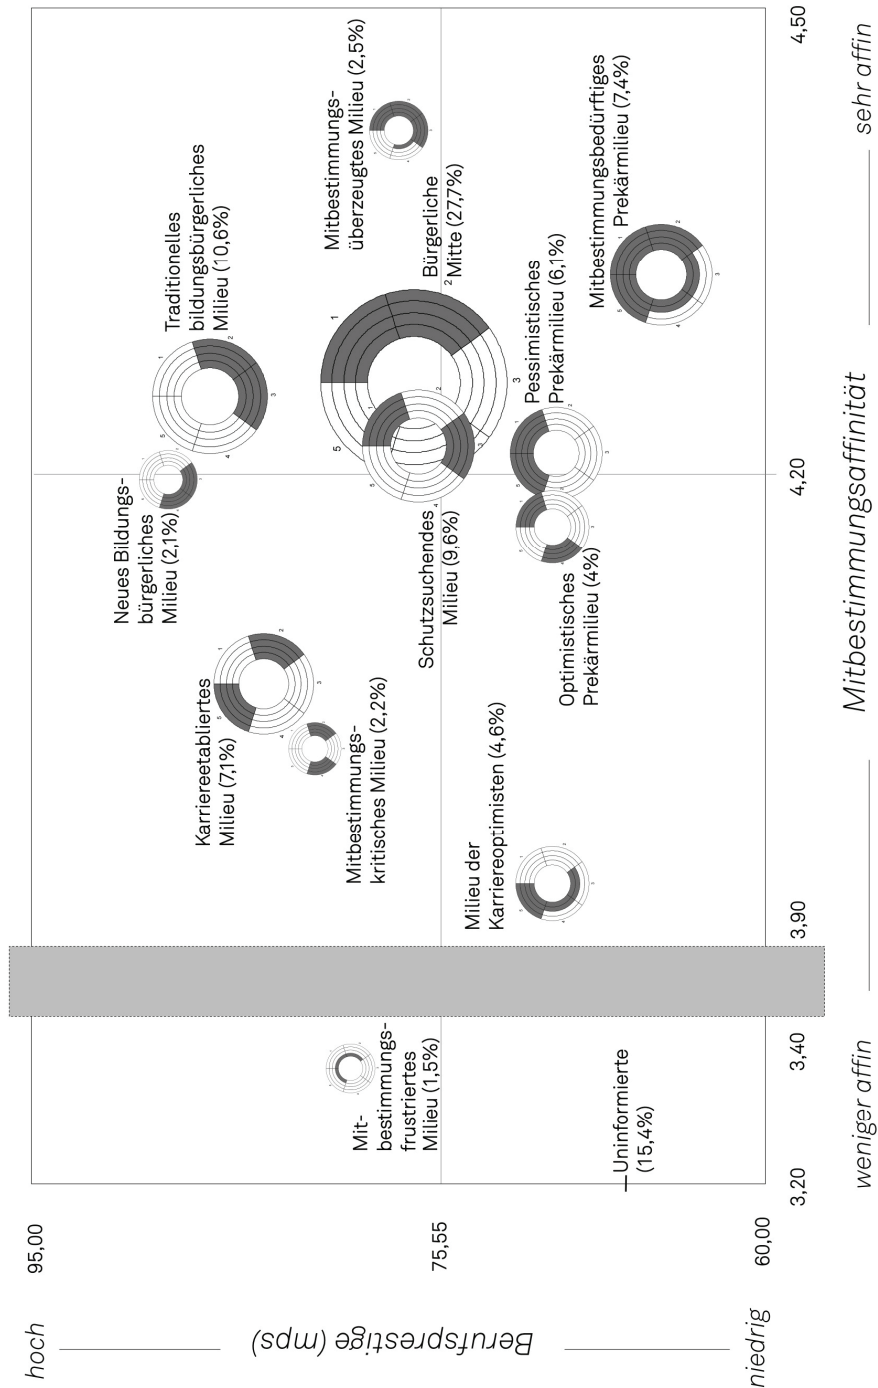 hoch
Berufsprestige (mps)
niedrig
95,00
75,55
60,00
Neues Bildungs-
bürgerliches
Milieu (2,1%)
Traditionelles
bildungsbürgerliches
Milieu (10,6%)
Karriereetabliertes
Milieu (7,1%)
Mitbestimmungs-
kritisches Milieu (2,2%)
Mitbestimmungs-
überzeugtes Milieu (2,5%)
Bürgerliche
Mitte (27,7%)
1
2
3
5
Mit-
bestimmungs-
frustriertes
Milieu (1,5%)
Schutzsuchendes
Milieu (9,6%)
Milieu der
Karriereoptimisten (4,6%)
Pessimistisches
Prekärmilieu (6,1%)
Optimistisches
Prekärmilieu (4%)
Mitbestimmungsbedürftiges
Prekärmilieu (7,4%)
Uninformierte
(15,4%)
3,20
3,40
3,90
4,20
4,50
weniger affin
Mitbestimmungsaffinität
sehr affin